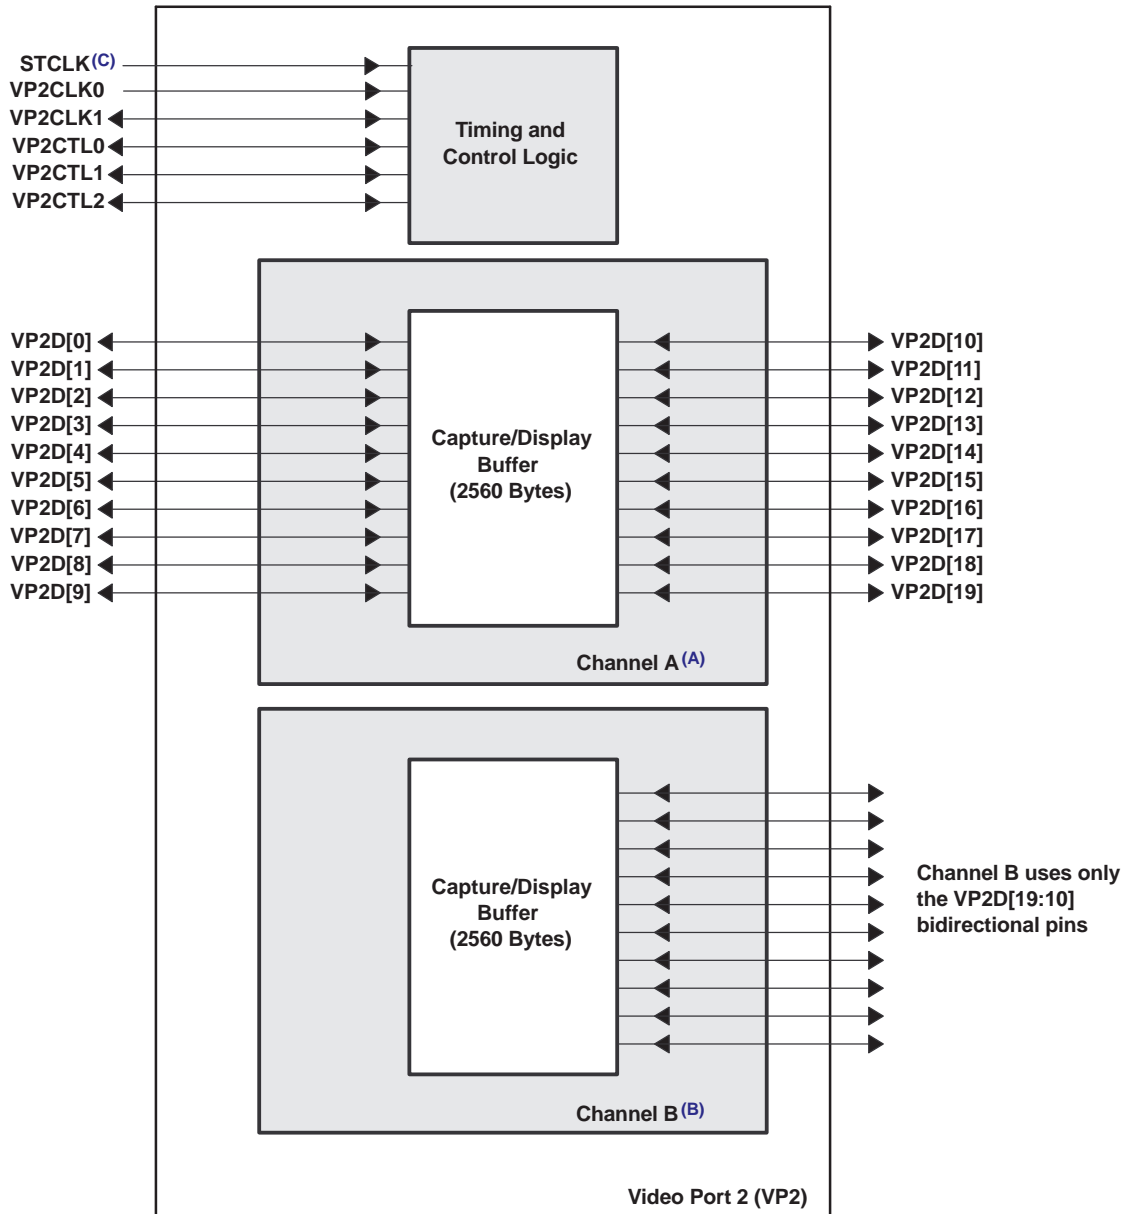 STCLK(C)
VP2CLK0
VP2CLK1
VP2CTL0
VP2CTL1
VP2CTL2
Timing and
Control Logic
VP2D[0]
VP2D[1]
VP2D[2]
VP2D[3]
VP2D[4]
VP2D[5]
VP2D[6]
VP2D[7]
VP2D[8]
VP2D[9]
Capture/Display
Buffer
(2560 Bytes)
VP2D[10]
VP2D[11]
VP2D[12]
VP2D[13]
VP2D[14]
VP2D[15]
VP2D[16]
VP2D[17]
VP2D[18]
VP2D[19]
Channel A(A)
Capture/Display
Buffer
(2560 Bytes)
Channel B uses only
the VP2D[19:10]
bidirectional pins
Channel B(B)
Video Port 2 (VP2)